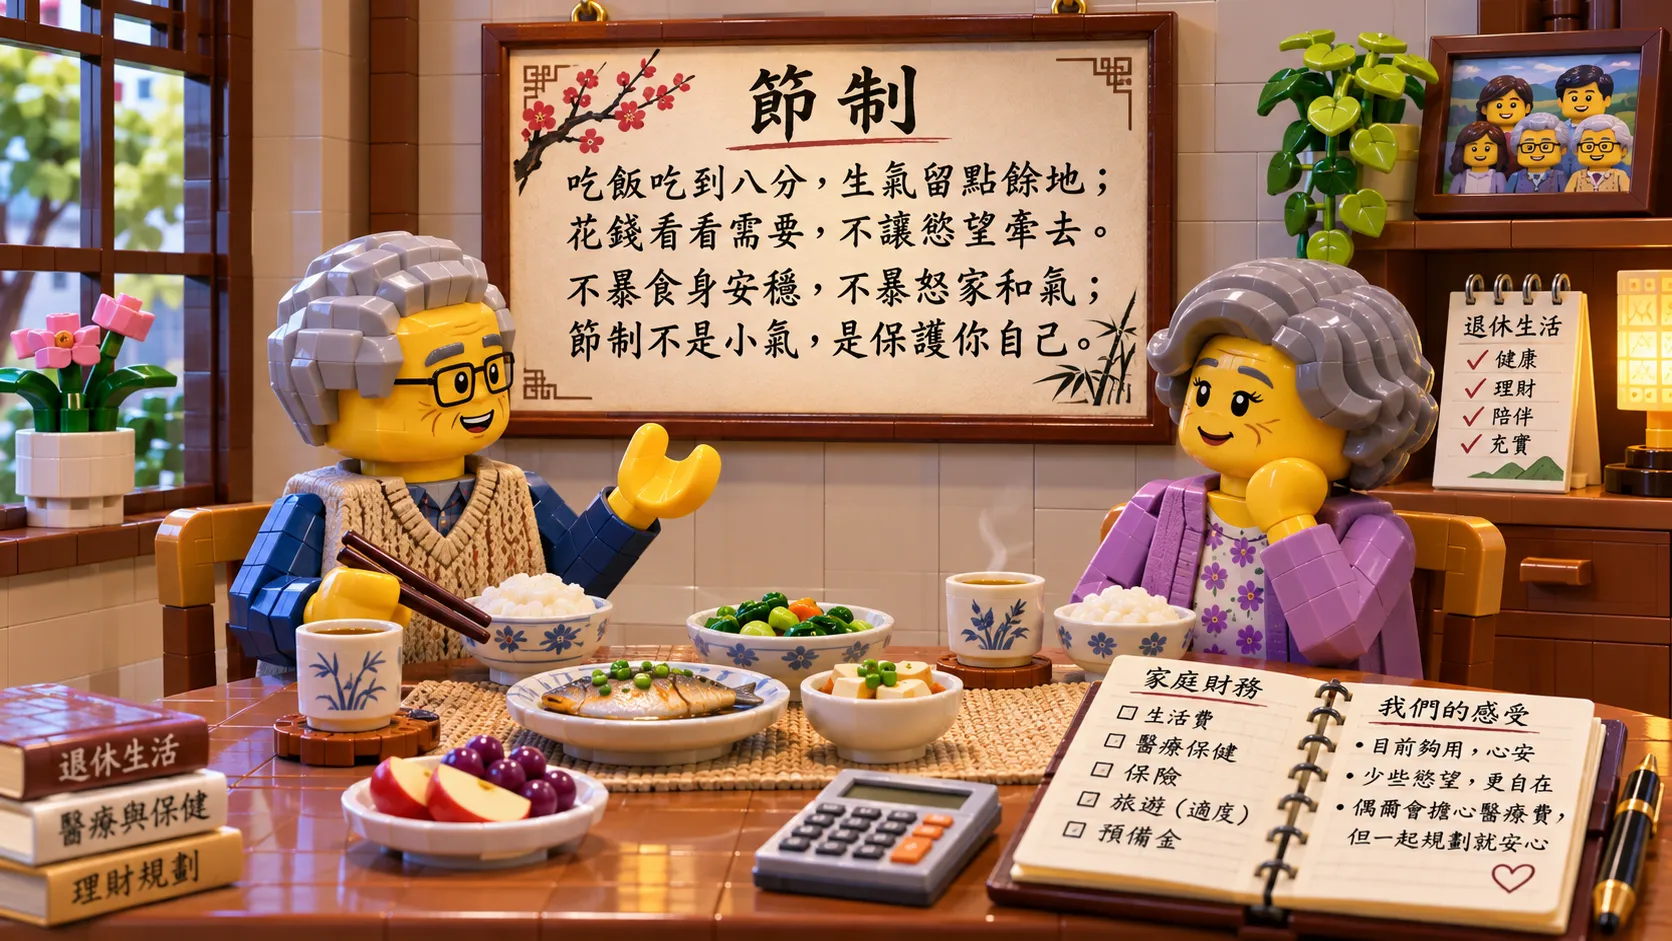 節制
吃飯吃到八分，生氣留點餘地；
花錢看看需要，不讓慾望牽去。
不暴食身安穩，不暴怒家和氣；
節制不是小氣，是保護你自己。
退休生活
✓ 健康
✓ 理財
✓ 陪伴
✓ 充實
退休生活
醫療與保健
理財規劃
家庭財務
☐ 生活費
☐ 醫療保健
☐ 保險
☐ 旅遊(適度)
☐ 預備金
我們的感受
• 目前夠用，心安
• 少些慾望，更自在
• 偶爾會擔心醫療費，
但一起規劃就安心